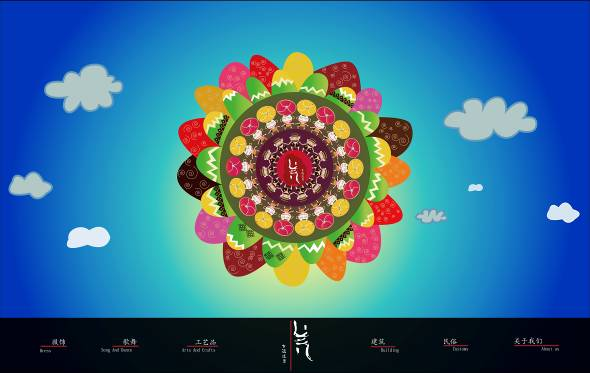 服饰
Dress
歌舞
Song And Dance
工艺品
Arts And Crafts
建筑
Building
民俗
Customs
关于我们
About us